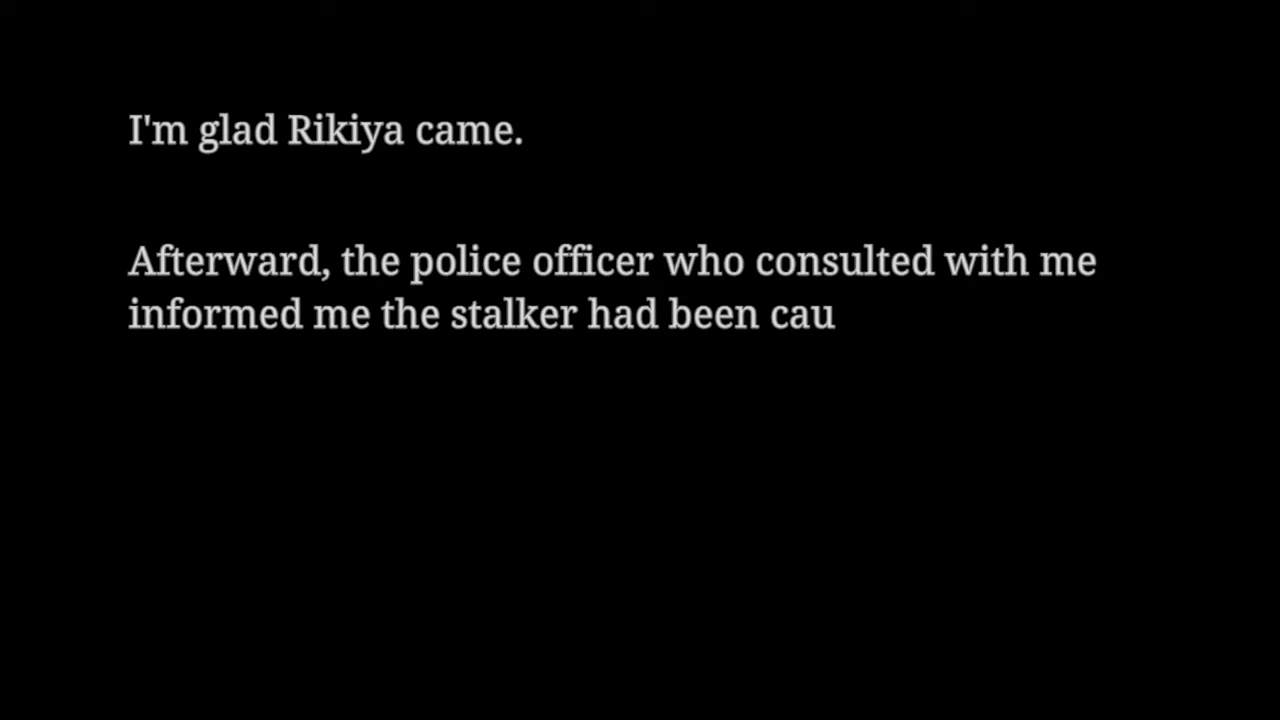 I'm glad Rikiya came.
Afterward, the police officer who consulted with me
informed me the stalker had been cau